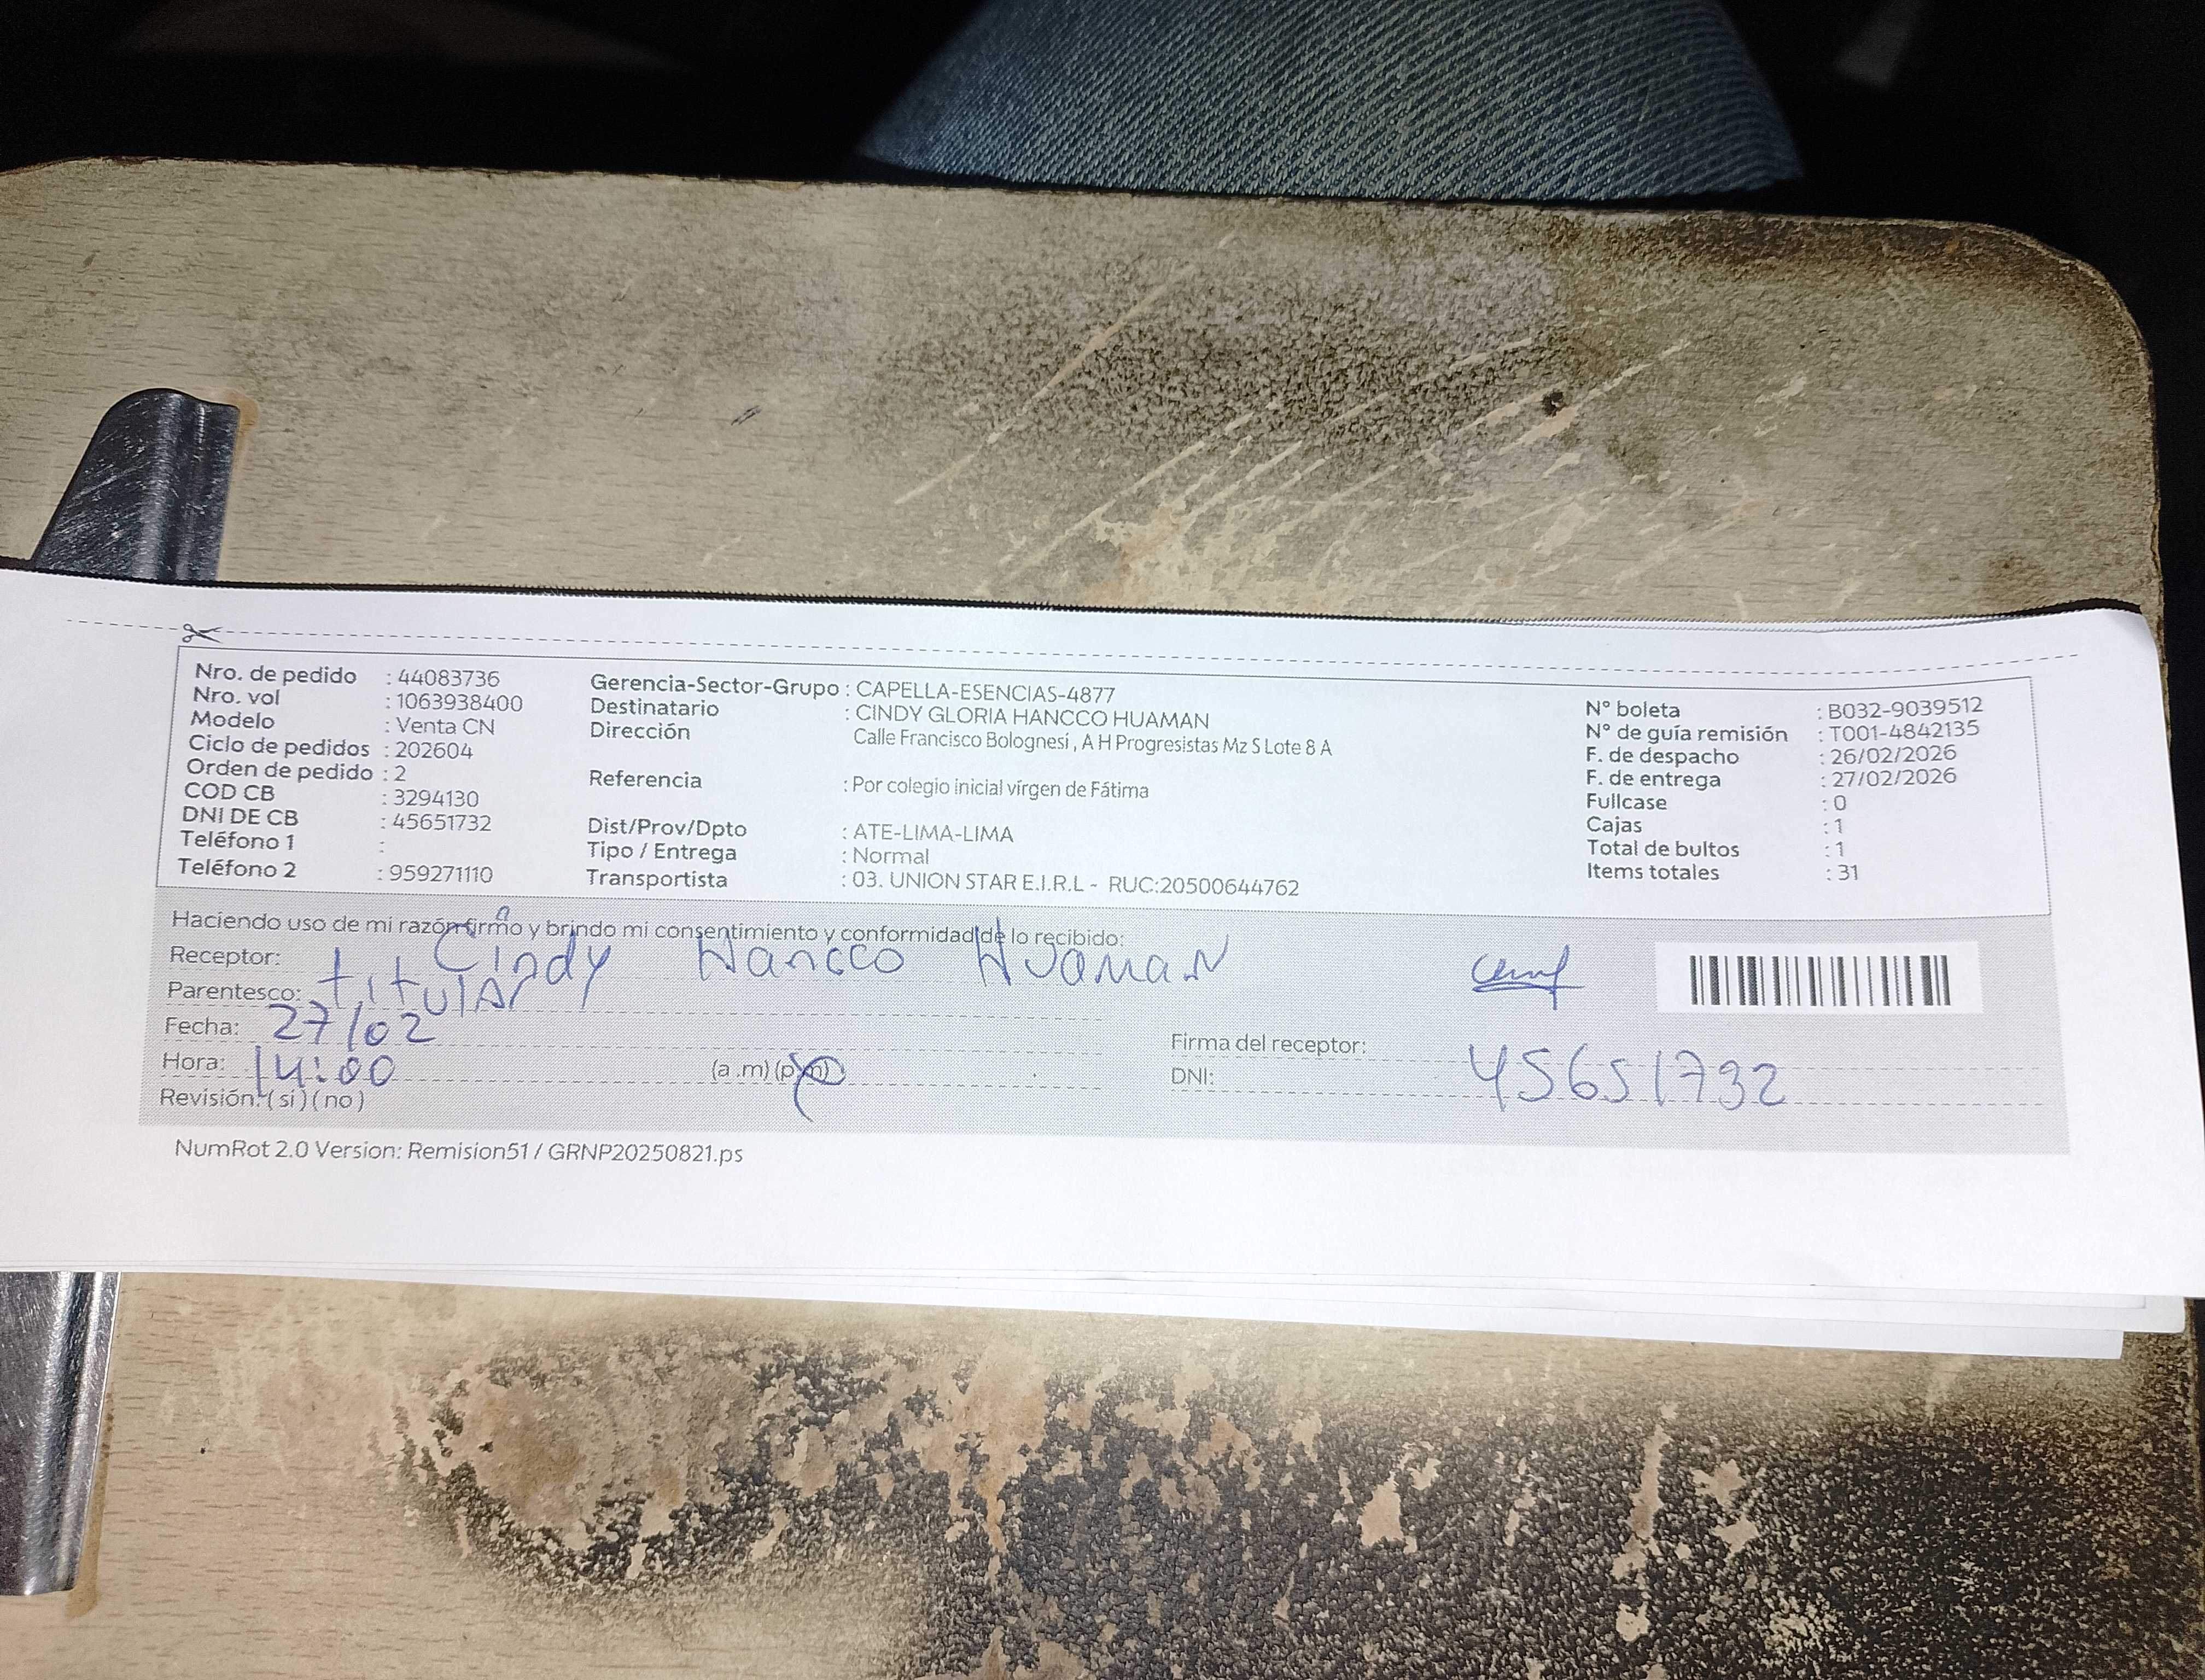 Nro. de pedido : 44083736
Nro. vol : 1063938400
Modelo : Venta CN
Ciclo de pedidos : 202604
Orden de pedido : 2
COD CB : 3294130
DNI DE CB : 45651732
Teléfono 1 :
Teléfono 2 : 959271110
Gerencia-Sector-Grupo : CAPELLA-ESENCIAS-4877
Destinatario : CINDY GLORIA HANCCO HUAMAN
Dirección Calle Francisco Bolognesi , A H Progresistas Mz S Lote 8 A
Referencia : Por colegio inicial virgen de Fátima
Dist/Prov/Dpto : ATE-LIMA-LIMA
Tipo / Entrega : Normal
Transportista : 03. UNION STAR E.I.R.L - RUC:20500644762
N° boleta : B032-9039512
N° de guía remisión : T001-4842135
F. de despacho : 26/02/2026
F. de entrega : 27/02/2026
Fullcase : 0
Cajas : 1
Total de bultos : 1
Items totales : 31
Haciendo uso de mi razón firmo y brindo mi consentimiento y conformidad de lo recibido:
Receptor: Cindy Hancco Huaman
Parentesco: titular
Fecha: 27/02
Hora: 14:00 (a .m) (p.m)
Revisión: ( si ) ( no )
Firma del receptor:
DNI: 45651732
NumRot 2.0 Version: Remision51 / GRNP20250821.ps